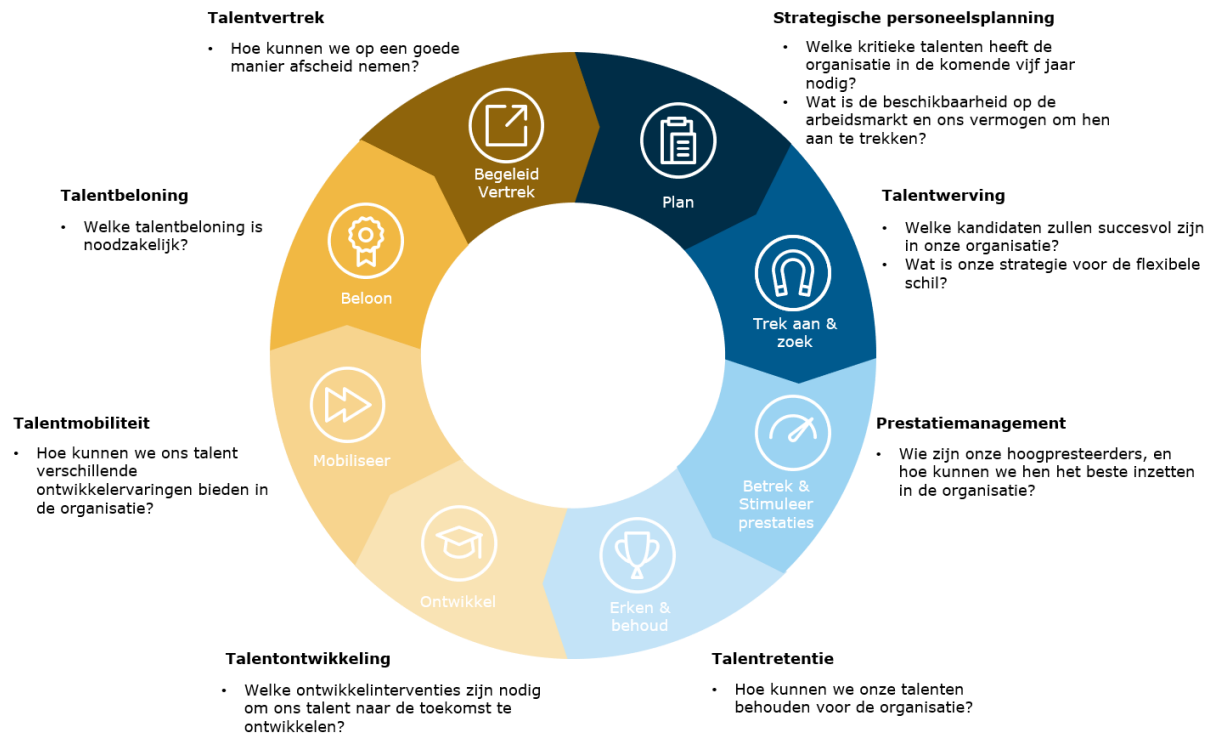 Talentvertrek
• Hoe kunnen we op een goede
manier afscheid nemen?
Strategische personeelsplanning
• Welke kritieke talenten heeft de
organisatie in de komende vijf jaar
nodig?
• Wat is de beschikbaarheid op de
arbeidsmarkt en ons vermogen om hen
aan te trekken?
Begeleid
Vertrek
Plan
Talentbeloning
• Welke talentbeloning is
noodzakelijk?
Talentwerving
• Welke kandidaten zullen succesvol zijn
in onze organisatie?
• Wat is onze strategie voor de flexibele
schil?
Beloon
Trek aan &
zoek
Talentmobiliteit
• Hoe kunnen we ons talent
verschillende
ontwikkelervaringen bieden in
de organisatie?
Mobiliseer
Prestatiemanagement
• Wie zijn onze hoogpresteerders, en
hoe kunnen we hen het beste inzetten
in de organisatie?
Betrek &
Stimuleer
prestaties
Ontwikkel
Erken &
behoud
Talentontwikkeling
• Welke ontwikkelinterventies zijn nodig
om ons talent naar de toekomst te
ontwikkelen?
Talentretentie
• Hoe kunnen we onze talenten
behouden voor de organisatie?